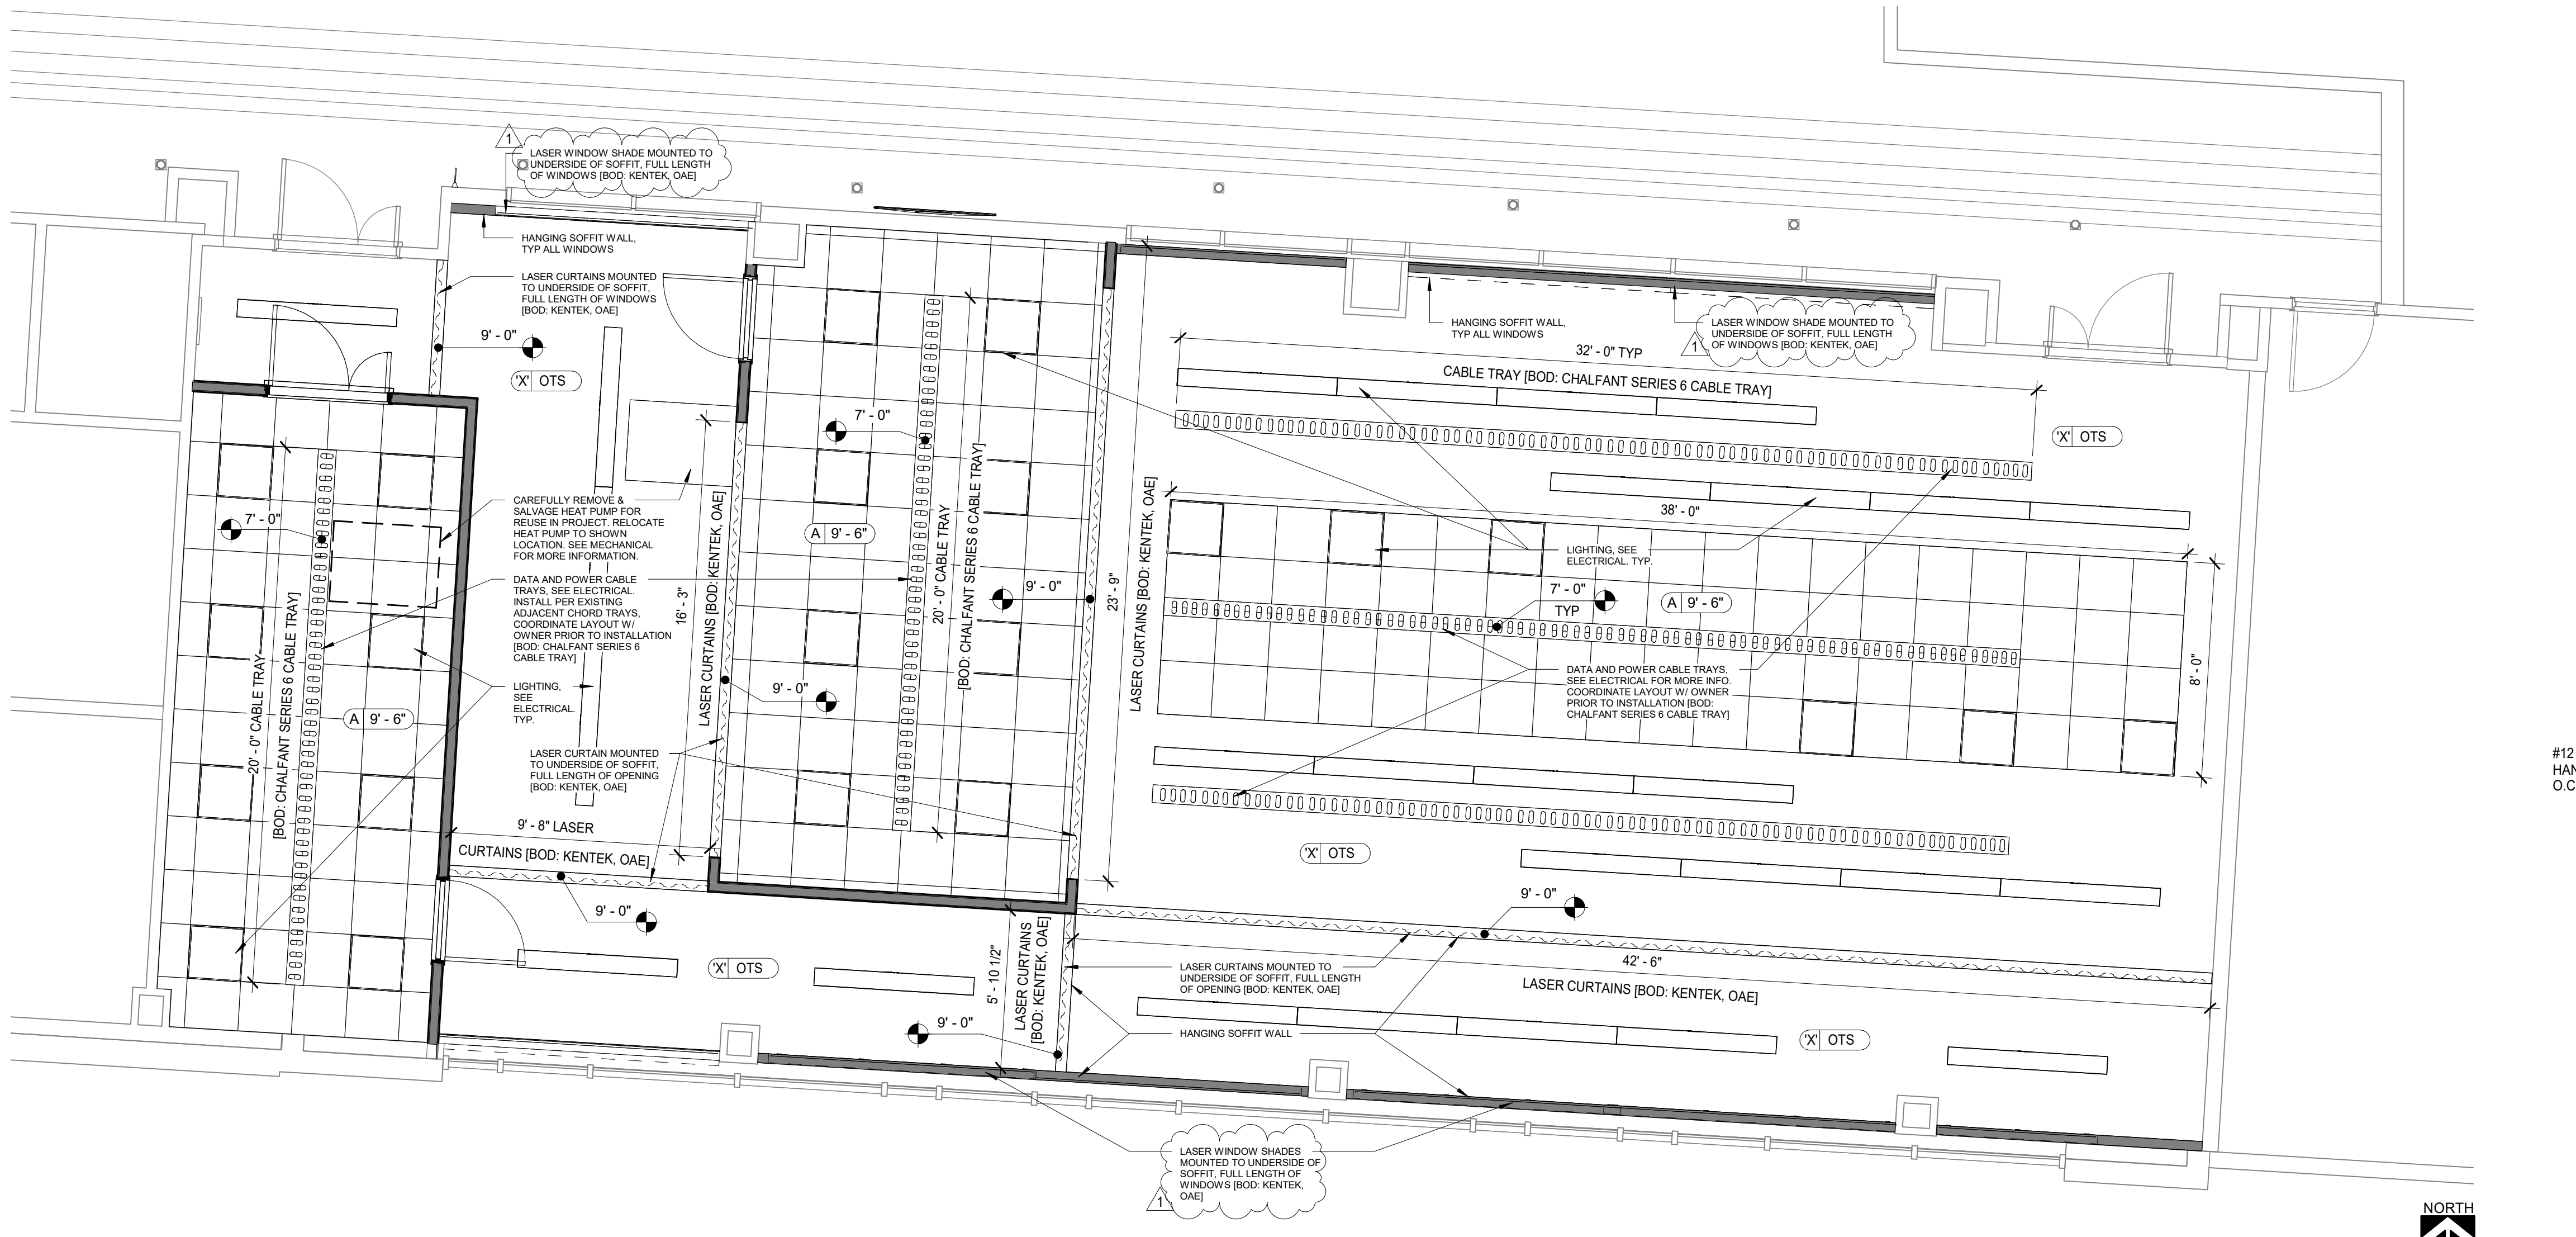 1
LASER WINDOW SHADE MOUNTED TO
UNDERSIDE OF SOFFIT, FULL LENGTH
OF WINDOWS [BOD: KENTEK, OAE]
HANGING SOFFIT WALL,
TYP ALL WINDOWS
LASER CURTAINS MOUNTED
TO UNDERSIDE OF SOFFIT,
FULL LENGTH OF WINDOWS
[BOD: KENTEK, OAE]
9' - 0"
'X' OTS
HANGING SOFFIT WALL,
TYP ALL WINDOWS
LASER WINDOW SHADE MOUNTED TO
UNDERSIDE OF SOFFIT, FULL LENGTH
OF WINDOWS [BOD: KENTEK, OAE]
1
32' - 0" TYP
CABLE TRAY [BOD: CHALFANT SERIES 6 CABLE TRAY]
'X' OTS
7' - 0"
20' - 0" CABLE TRAY
[BOD: CHALFANT SERIES 6 CABLE TRAY]
A 9' - 6"
CAREFULLY REMOVE &
SALVAGE HEAT PUMP FOR
REUSE IN PROJECT. RELOCATE
HEAT PUMP TO SHOWN
LOCATION. SEE MECHANICAL
FOR MORE INFORMATION.
DATA AND POWER CABLE
TRAYS, SEE ELECTRICAL.
INSTALL PER EXISTING
ADJACENT CHORD TRAYS,
COORDINATE LAYOUT W/
OWNER PRIOR TO INSTALLATION
[BOD: CHALFANT SERIES 6
CABLE TRAY]
LIGHTING,
SEE
ELECTRICAL.
TYP.
LASER CURTAIN MOUNTED
TO UNDERSIDE OF SOFFIT,
FULL LENGTH OF OPENING
[BOD: KENTEK, OAE]
16' - 3"
LASER CURTAINS [BOD: KENTEK, OAE]
9' - 0"
7' - 0"
A 9' - 6"
20' - 0" CABLE TRAY
[BOD: CHALFANT SERIES 6 CABLE TRAY]
9' - 0"
23' - 9"
LASER CURTAINS [BOD: KENTEK, OAE]
38' - 0"
LIGHTING, SEE
ELECTRICAL. TYP.
7' - 0"
TYP
A 9' - 6"
DATA AND POWER CABLE TRAYS,
SEE ELECTRICAL FOR MORE INFO.
COORDINATE LAYOUT W/ OWNER
PRIOR TO INSTALLATION [BOD:
CHALFANT SERIES 6 CABLE TRAY]
8' - 0"
#12
HAN
O.C
9' - 8" LASER
CURTAINS [BOD: KENTEK, OAE]
9' - 0"
'X' OTS
'X' OTS
9' - 0"
42' - 6"
LASER CURTAINS [BOD: KENTEK, OAE]
5' - 10 1/2"
LASER CURTAINS
[BOD: KENTEK, OAE]
9' - 0"
LASER CURTAINS MOUNTED TO
UNDERSIDE OF SOFFIT, FULL LENGTH
OF OPENING [BOD: KENTEK, OAE]
HANGING SOFFIT WALL
'X' OTS
LASER WINDOW SHADES
MOUNTED TO UNDERSIDE OF
SOFFIT, FULL LENGTH OF
WINDOWS [BOD: KENTEK,
OAE]
1
NORTH